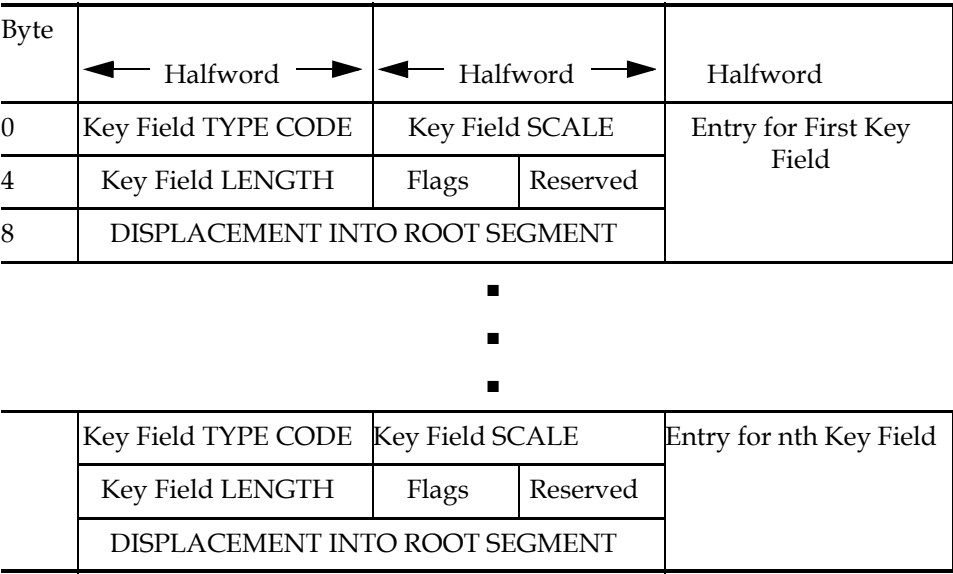 Byte
Halfword Halfword Halfword
0 Key Field TYPE CODE Key Field SCALE Entry for First Key
Field
4 Key Field LENGTH Flags Reserved
8 DISPLACEMENT INTO ROOT SEGMENT
Key Field TYPE CODE Key Field SCALE Entry for nth Key Field
Key Field LENGTH Flags Reserved
DISPLACEMENT INTO ROOT SEGMENT